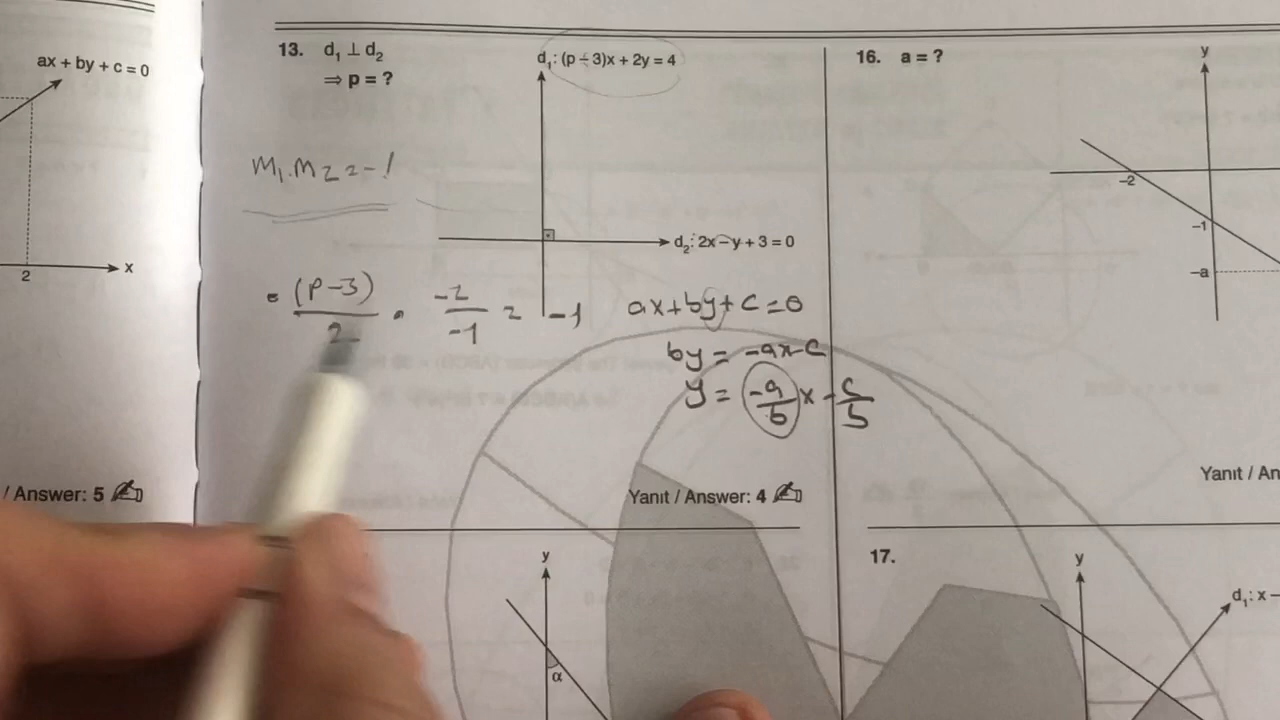 ax + by + c = 0
2
x
/ Answer: 5
13. d₁ ⊥ d₂
⇒ p = ?
d₁: (p – 3)x + 2y = 4
d₂: 2x – y + 3 = 0
m₁.m₂ = -1
- (P-3)/2 . -2/-1 = -1
ax+by+c=0
by = -ax-c
y = -a/b x - c/b
Yanıt / Answer: 4
y
α
16. a = ?
y
–2
–1
–a
Yanıt / An
17.
y
d₁: x –